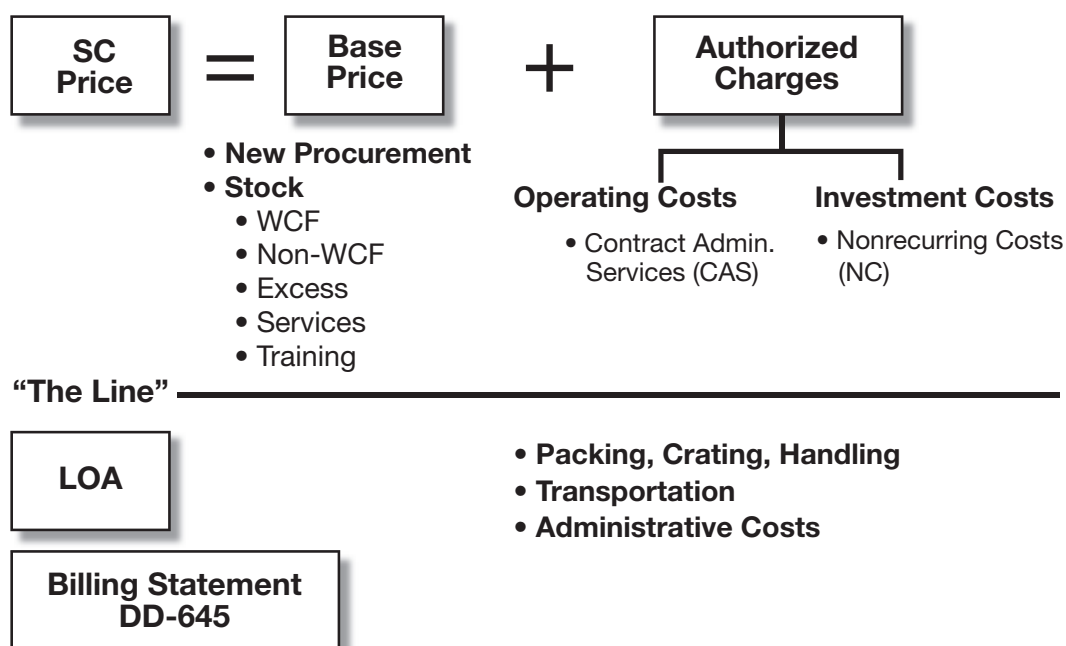 SC
Price
=
Base
Price
+
Authorized
Charges
• New Procurement
• Stock
• WCF
• Non-WCF
• Excess
• Services
• Training
Operating Costs
• Contract Admin.
Services (CAS)
Investment Costs
• Nonrecurring Costs
(NC)
“The Line”
LOA
• Packing, Crating, Handling
• Transportation
• Administrative Costs
Billing Statement
DD-645